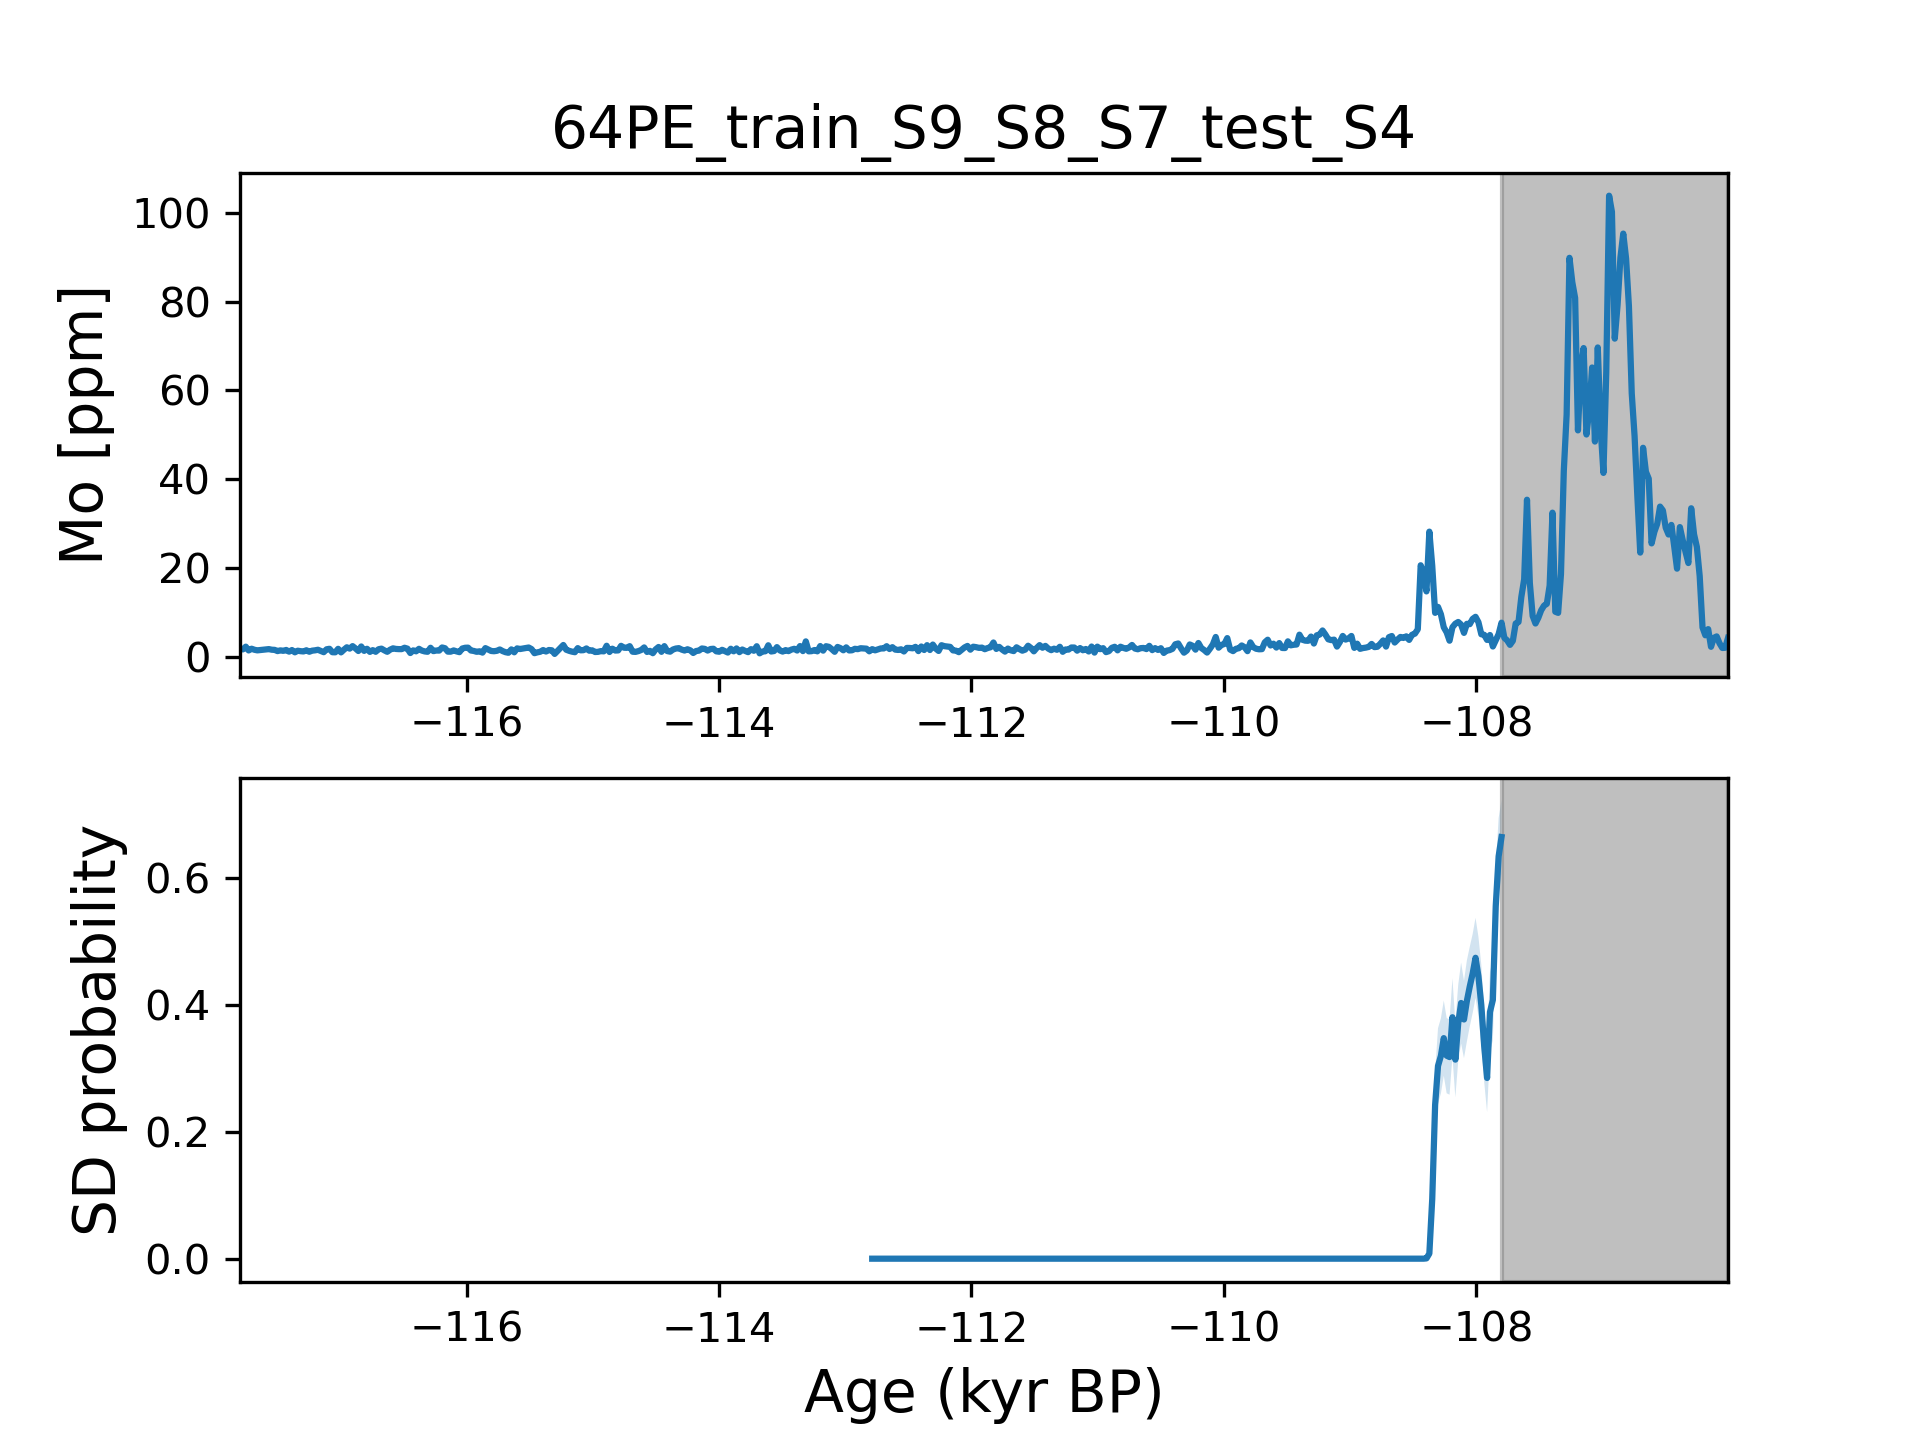 64PE_train_S9_S8_S7_test_S4
100
80
60
40
20
0
Mo [ppm]
−116 −114 −112 −110 −108
0.6
0.4
0.2
0.0
SD probability
−116 −114 −112 −110 −108
Age (kyr BP)